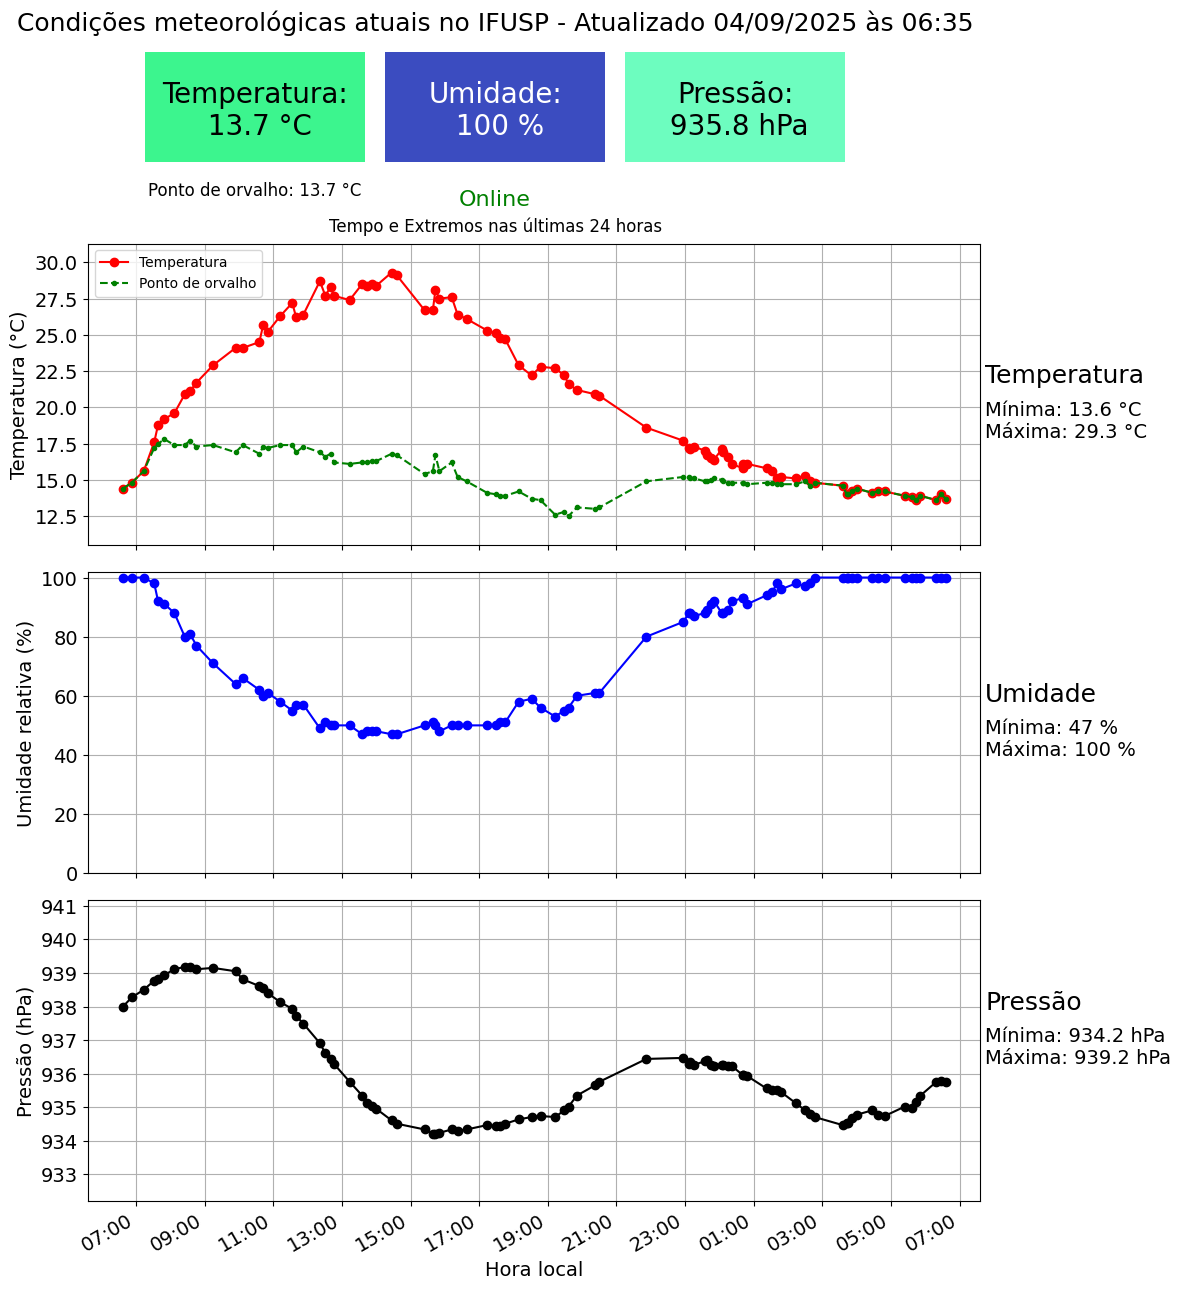 Condições meteorológicas atuais no IFUSP - Atualizado 04/09/2025 às 06:35
Temperatura:
13.7 °C
Umidade:
100 %
Pressão:
935.8 hPa
Ponto de orvalho: 13.7 °C
Online
Tempo e Extremos nas últimas 24 horas
Temperatura
Ponto de orvalho
Temperatura (°C)
30.0
27.5
25.0
22.5
20.0
17.5
15.0
12.5
Temperatura
Mínima: 13.6 °C
Máxima: 29.3 °C
Umidade relativa (%)
100
80
60
40
20
0
Umidade
Mínima: 47 %
Máxima: 100 %
Pressão (hPa)
941
940
939
938
937
936
935
934
933
Pressão
Mínima: 934.2 hPa
Máxima: 939.2 hPa
07:00
09:00
11:00
13:00
15:00
17:00
19:00
21:00
23:00
01:00
03:00
05:00
07:00
Hora local